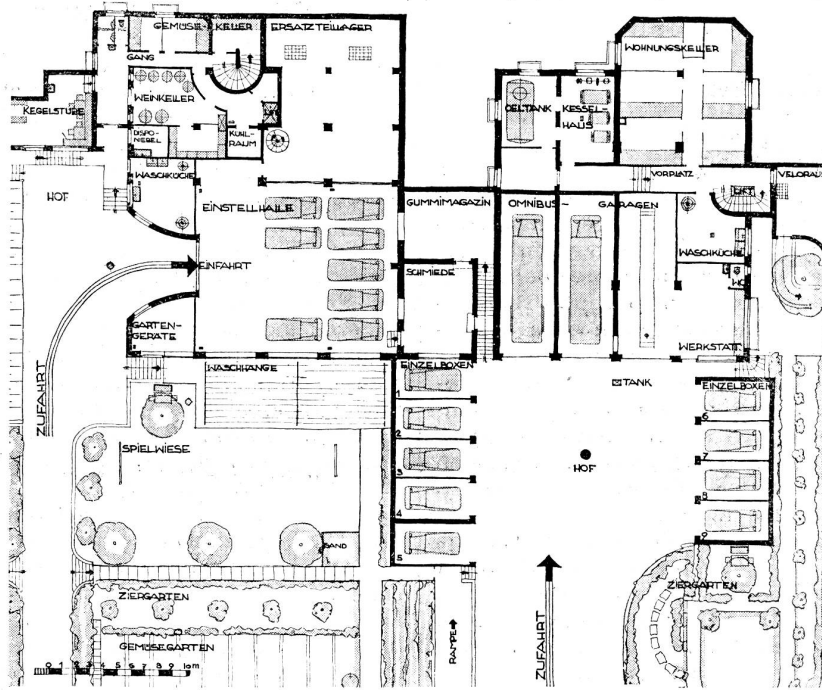 GEMÜSE-KELLER
ERSATZTEILLAGER
WOHNUNGSKELLER
GANG
WEINKELLER
KEGELSTUBE
OELTANK
KESSEL-
HAUS
DISPO-
NIBEL
KÜHL-
RAUM
WASCHKÜCHE
VORPLATZ
VELORAUM
LIFT
HOF
EINSTELLHALLE
GUMMIMAGAZIN
OMNIBUS-
GARAGEN
WASCHKÜCHE
EINFAHRT
SCHMIEDE
WC
GARTEN-
GERÄTE
WERKSTATT
ZUFAHRT
WASCHHÄNGE
EINZELBOXEN
TANK
EINZELBOXEN
1
2
3
4
5
6
7
8
9
SPIELWIESE
HOF
SAND
ZIERGARTEN
ZIERGARTEN
GEMÜSEGARTEN
RAMPE
ZUFAHRT
0 1 2 3 4 5 6 7 8 9 10m